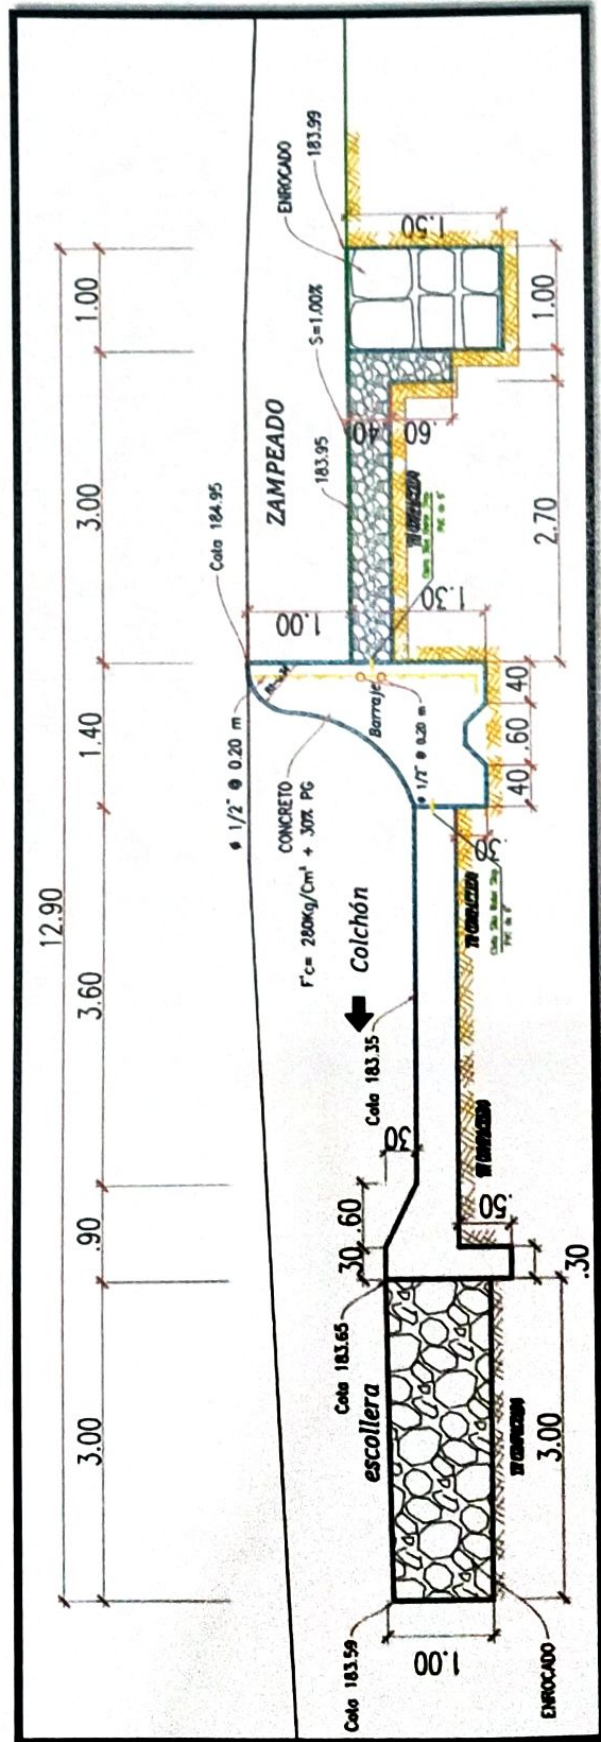 12.90
3.00
.90
3.60
1.40
3.00
1.00
Cota 184.95
ø 1/2" @ 0.20 m
CONCRETO
F'c= 280Kg/Cm² + 30% PG
ZAMPEADO
ENROCADO
183.99
S=1.00%
183.95
1.00
Barraje
ø 1/2" @ 0.20 m
Colchón
Cota 183.35
Cota 183.65
escollera
Cota 183.59
.30
.60
.30
.50
.30
.50
.40
.60
.40
1.30
.40
.60
1.50
2.70
1.00
1.00
3.00
ENROCADO